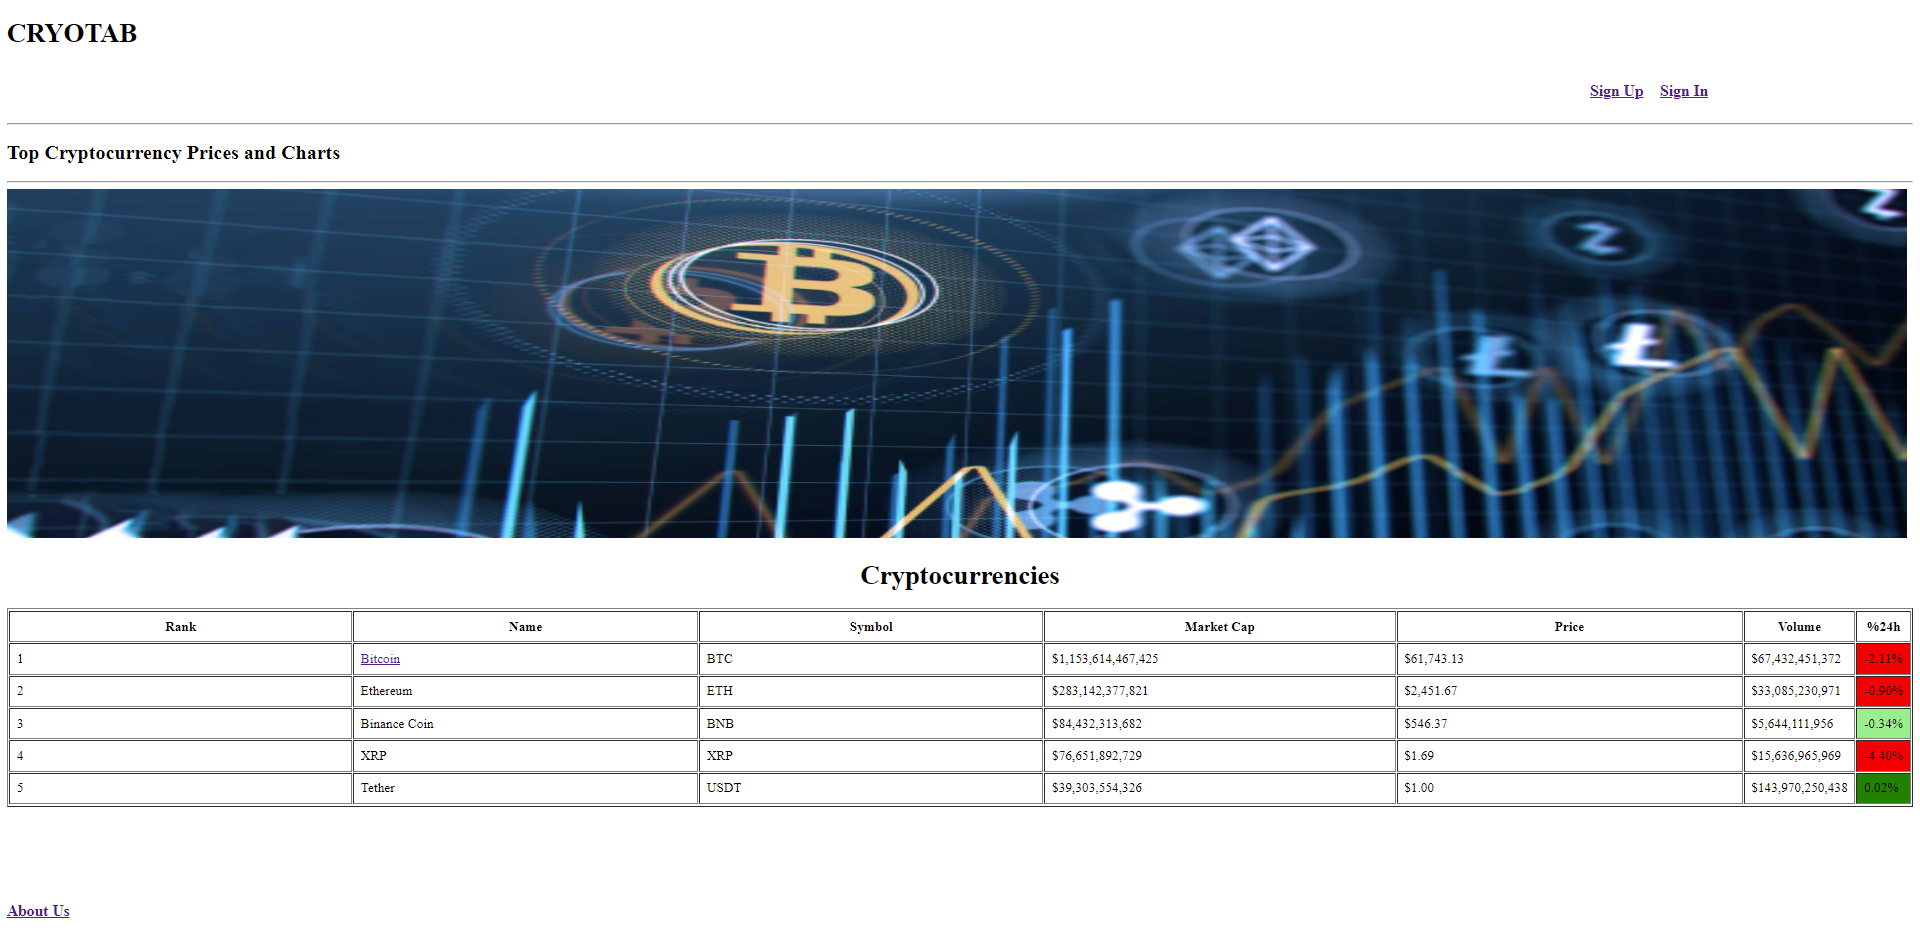 CRYOTAB
Sign Up Sign In
Top Cryptocurrency Prices and Charts
Cryptocurrencies
Rank Name Symbol Market Cap Price Volume %24h
1 Bitcoin BTC $1,153,614,467,425 $61,743.13 $67,432,451,372 -2.11%
2 Ethereum ETH $283,142,377,821 $2,451.67 $33,085,230,971 -0.90%
3 Binance Coin BNB $84,432,313,682 $546.37 $5,644,111,956 -0.34%
4 XRP XRP $76,651,892,729 $1.69 $15,636,965,969 -4.40%
5 Tether USDT $39,303,554,326 $1.00 $143,970,250,438 0.02%
About Us